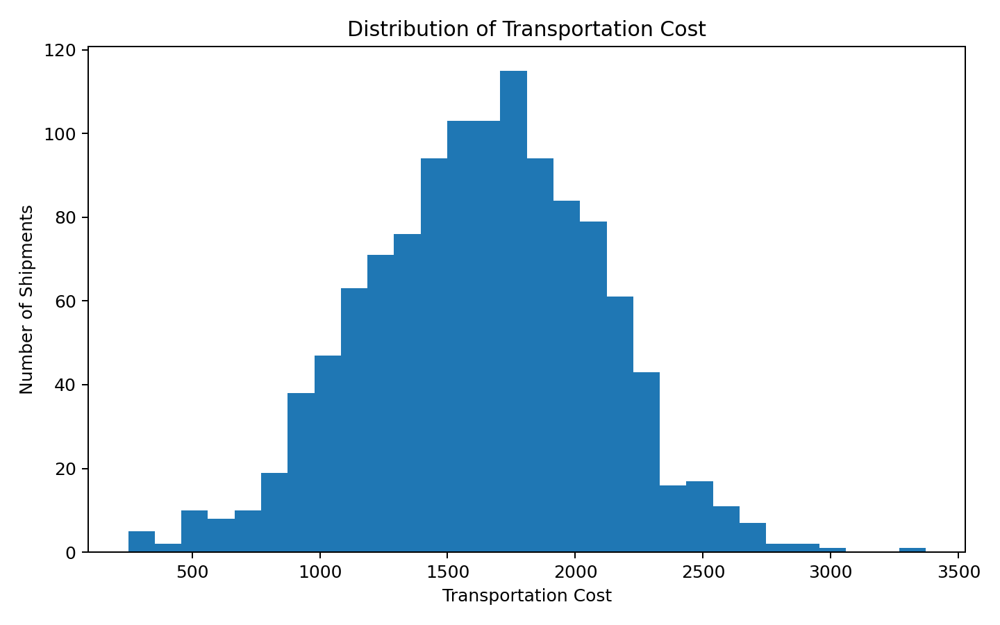 Distribution of Transportation Cost
120
100
80
60
40
20
0
Number of Shipments
500 1000 1500 2000 2500 3000 3500
Transportation Cost